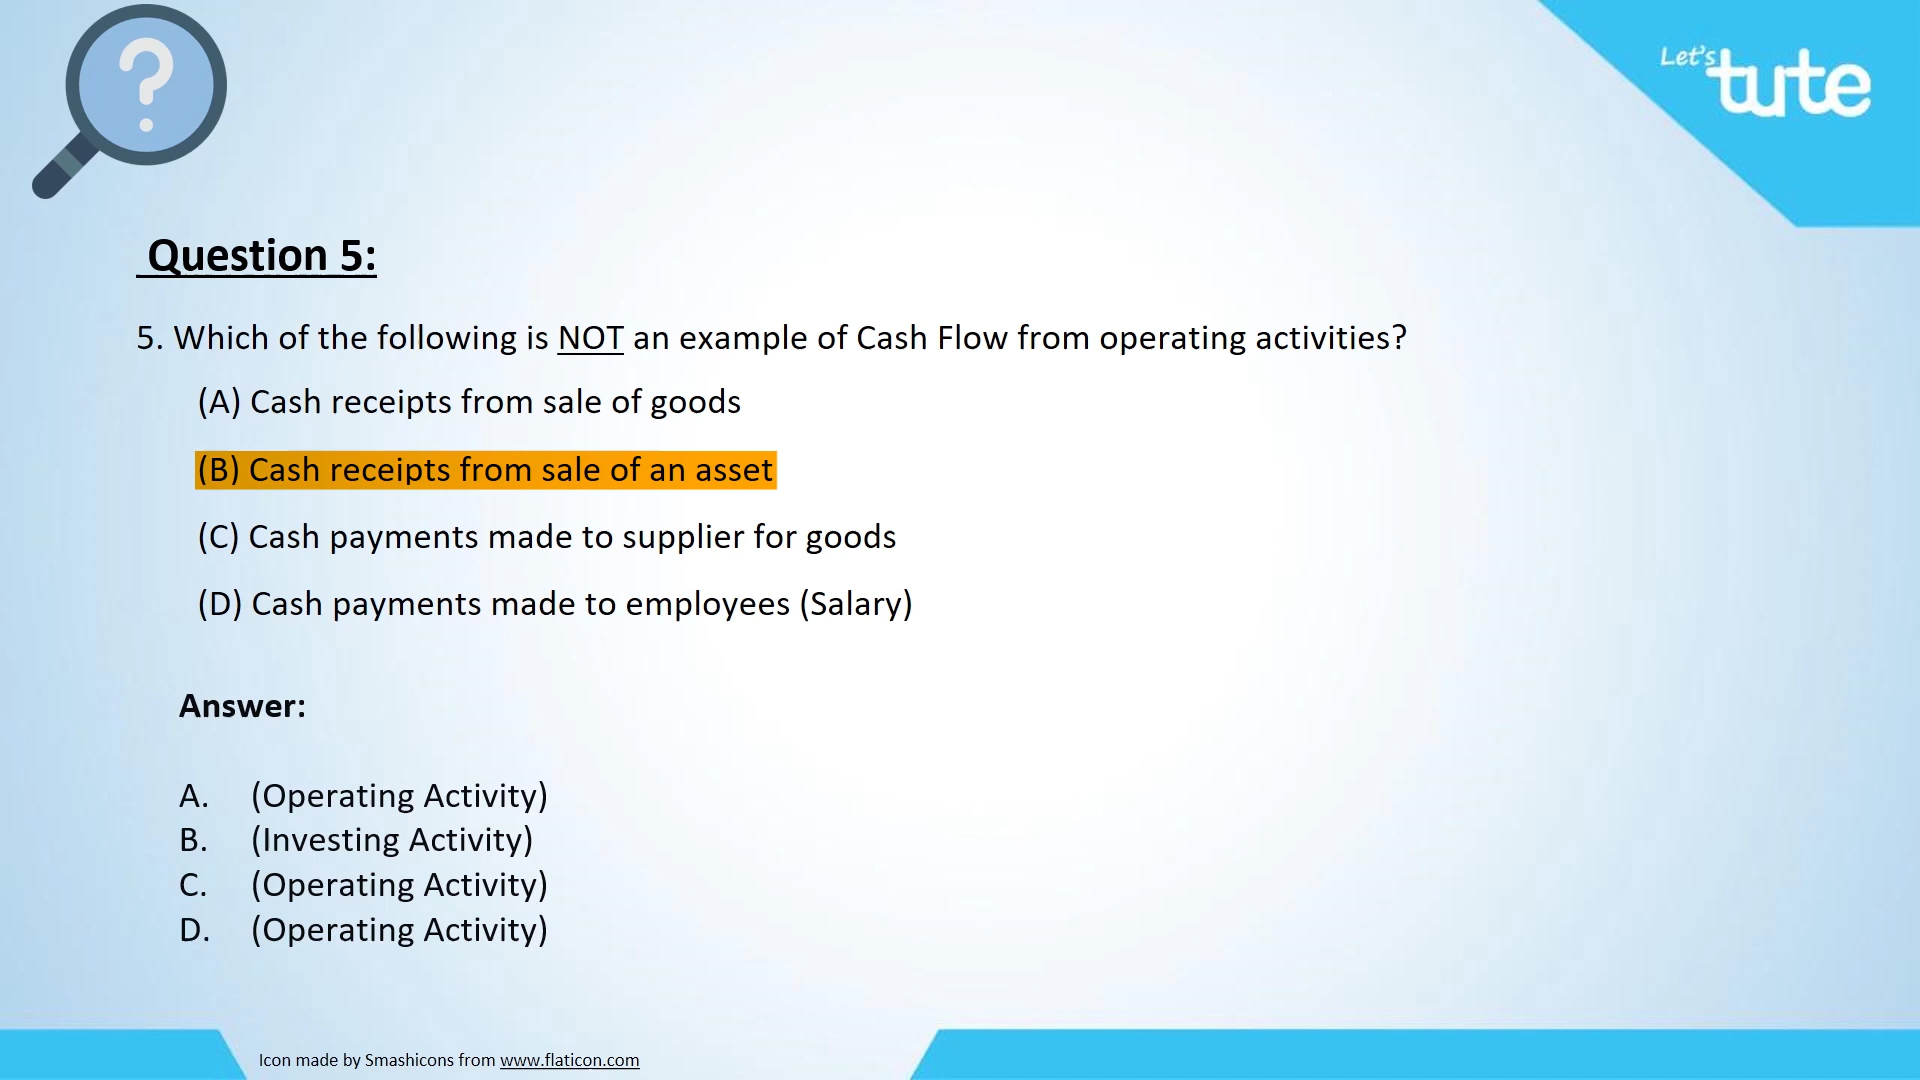 ?
Let's tute
Question 5:
5. Which of the following is NOT an example of Cash Flow from operating activities?
(A) Cash receipts from sale of goods
(B) Cash receipts from sale of an asset
(C) Cash payments made to supplier for goods
(D) Cash payments made to employees (Salary)
Answer:
A. (Operating Activity)
B. (Investing Activity)
C. (Operating Activity)
D. (Operating Activity)
Icon made by Smashicons from www.flaticon.com